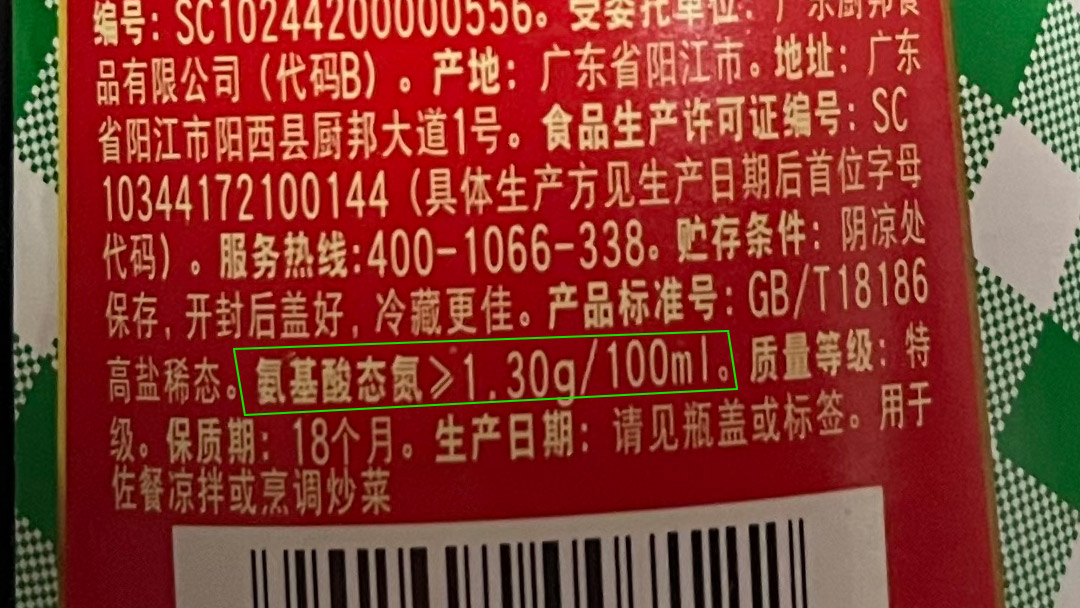 编号：SC10244200000556。受委托单位：广东厨邦食
品有限公司（代码B）。产地：广东省阳江市。地址：广东
省阳江市阳西县厨邦大道1号。食品生产许可证编号：SC
10344172100144（具体生产方见生产日期后首位字母
代码）。服务热线:400-1066-338。贮存条件：阴凉处
保存，开封后盖好，冷藏更佳。产品标准号：GB/T18186
高盐稀态。氨基酸态氮≥1.30g/100ml。质量等级：特
级。保质期：18个月。生产日期：请见瓶盖或标签。用于
佐餐凉拌或烹调炒菜